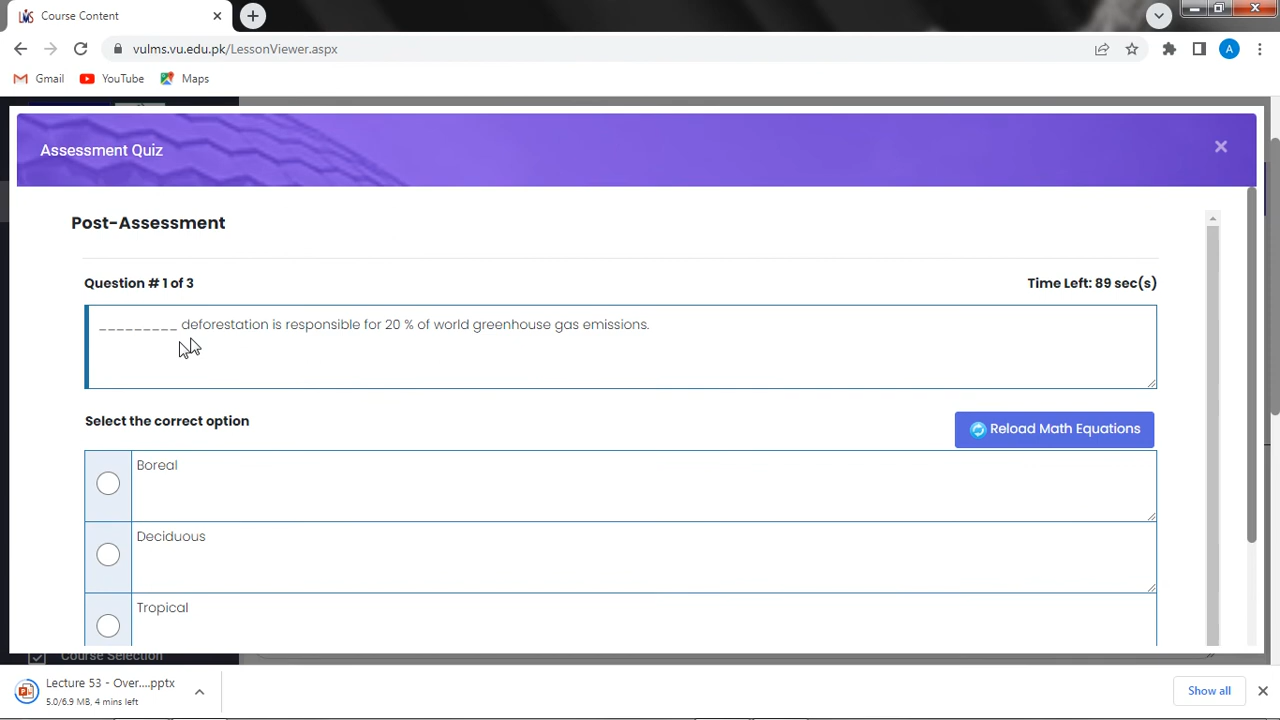 Course Content
vulms.vu.edu.pk/LessonViewer.aspx
A
Gmail
YouTube
Maps
Assessment Quiz
Post-Assessment
Question # 1 of 3
Time Left: 89 sec(s)
_________ deforestation is responsible for 20 % of world greenhouse gas emissions.
Select the correct option
Reload Math Equations
Boreal
Deciduous
Tropical
Course Selection
Lecture 53 - Over....pptx
5.0/6.9 MB, 4 mins left
Show all